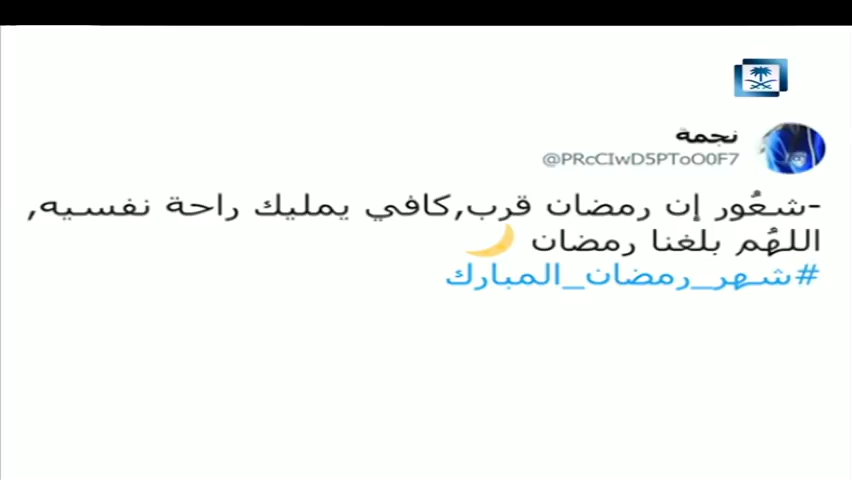 نجمة
@PRcCIwD5PToO0F7
-شعُور إن رمضان قرب,كافي يمليك راحة نفسيه,
اللهُم بلغنا رمضان 🌙
#شهر_رمضان_المبارك